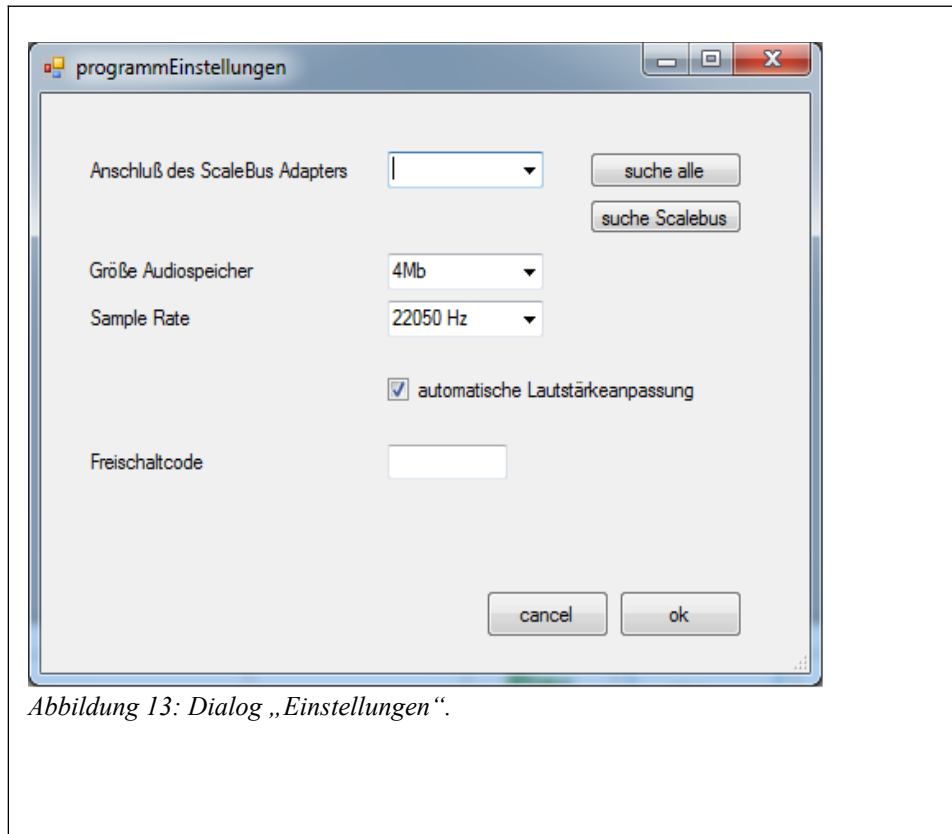 programmEinstellungen
Anschluß des ScaleBus Adapters
suche alle
suche Scalebus
Größe Audiospeicher
4Mb
Sample Rate
22050 Hz
automatische Lautstärkeanpassung
Freischaltcode
cancel
ok
Abbildung 13: Dialog „Einstellungen“.